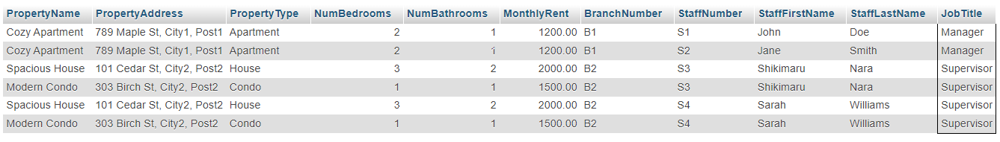 PropertyName PropertyAddress PropertyType NumBedrooms NumBathrooms MonthlyRent BranchNumber StaffNumber StaffFirstName StaffLastName JobTitle
Cozy Apartment 789 Maple St, City1, Post1 Apartment 2 1 1200.00 B1 S1 John Doe Manager
Cozy Apartment 789 Maple St, City1, Post1 Apartment 2 1 1200.00 B1 S2 Jane Smith Manager
Spacious House 101 Cedar St, City2, Post2 House 3 2 2000.00 B2 S3 Shikimaru Nara Supervisor
Modern Condo 303 Birch St, City2, Post2 Condo 1 1 1500.00 B2 S3 Shikimaru Nara Supervisor
Spacious House 101 Cedar St, City2, Post2 House 3 2 2000.00 B2 S4 Sarah Williams Supervisor
Modern Condo 303 Birch St, City2, Post2 Condo 1 1 1500.00 B2 S4 Sarah Williams Supervisor